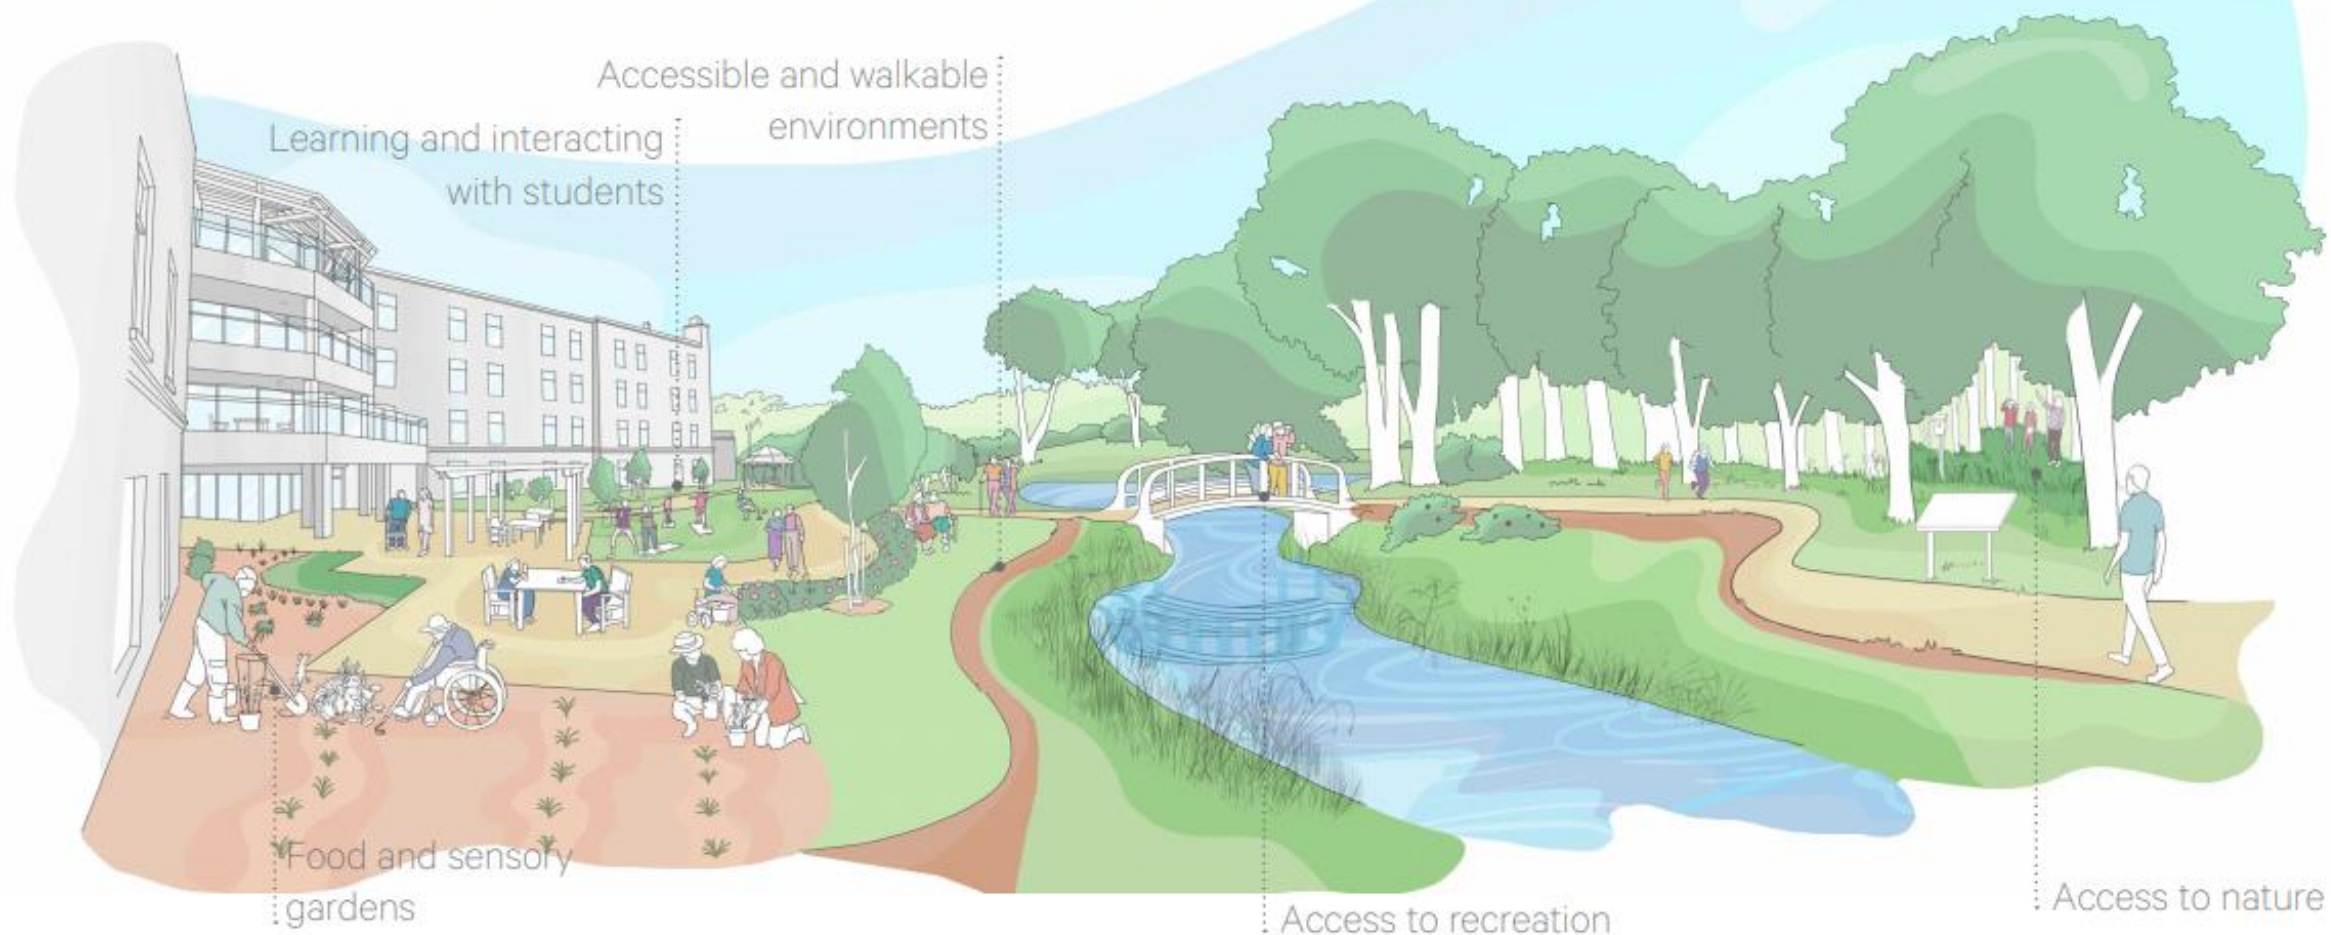 Accessible and walkable
environments
Learning and interacting
with students
Food and sensory
gardens
Access to recreation
Access to nature